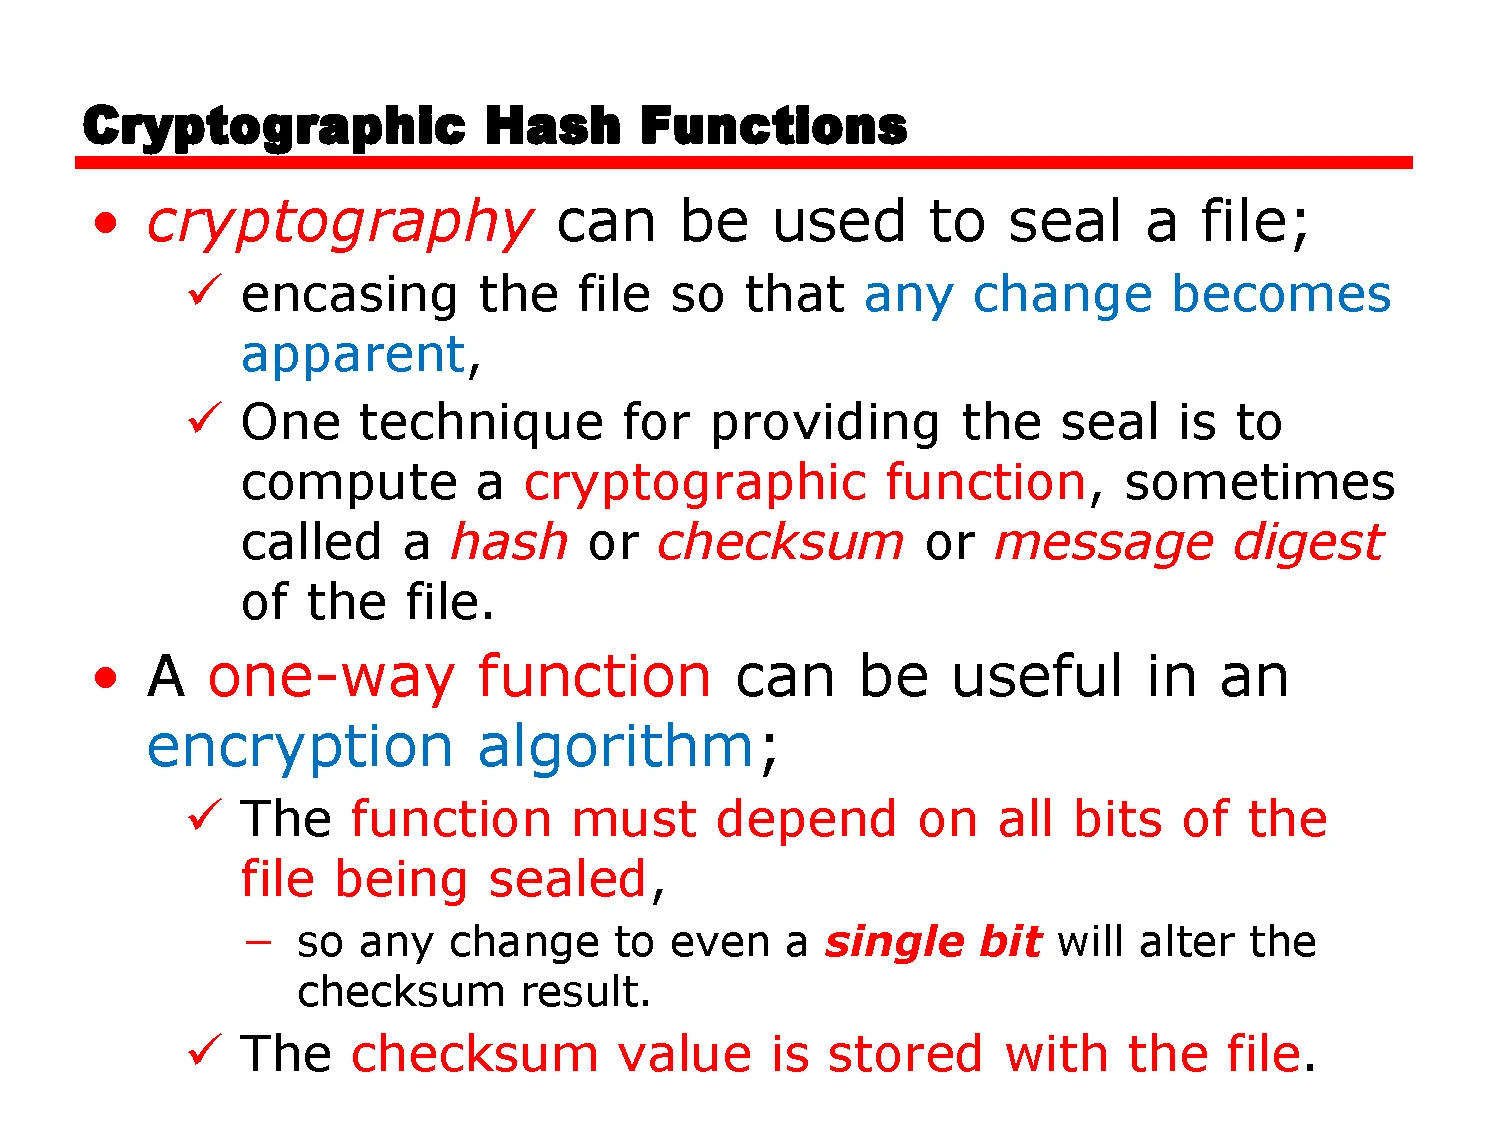 Cryptographic Hash Functions
• cryptography can be used to seal a file;
✓ encasing the file so that any change becomes
apparent,
✓ One technique for providing the seal is to
compute a cryptographic function, sometimes
called a hash or checksum or message digest
of the file.
• A one-way function can be useful in an
encryption algorithm;
✓ The function must depend on all bits of the
file being sealed,
– so any change to even a single bit will alter the
checksum result.
✓ The checksum value is stored with the file.